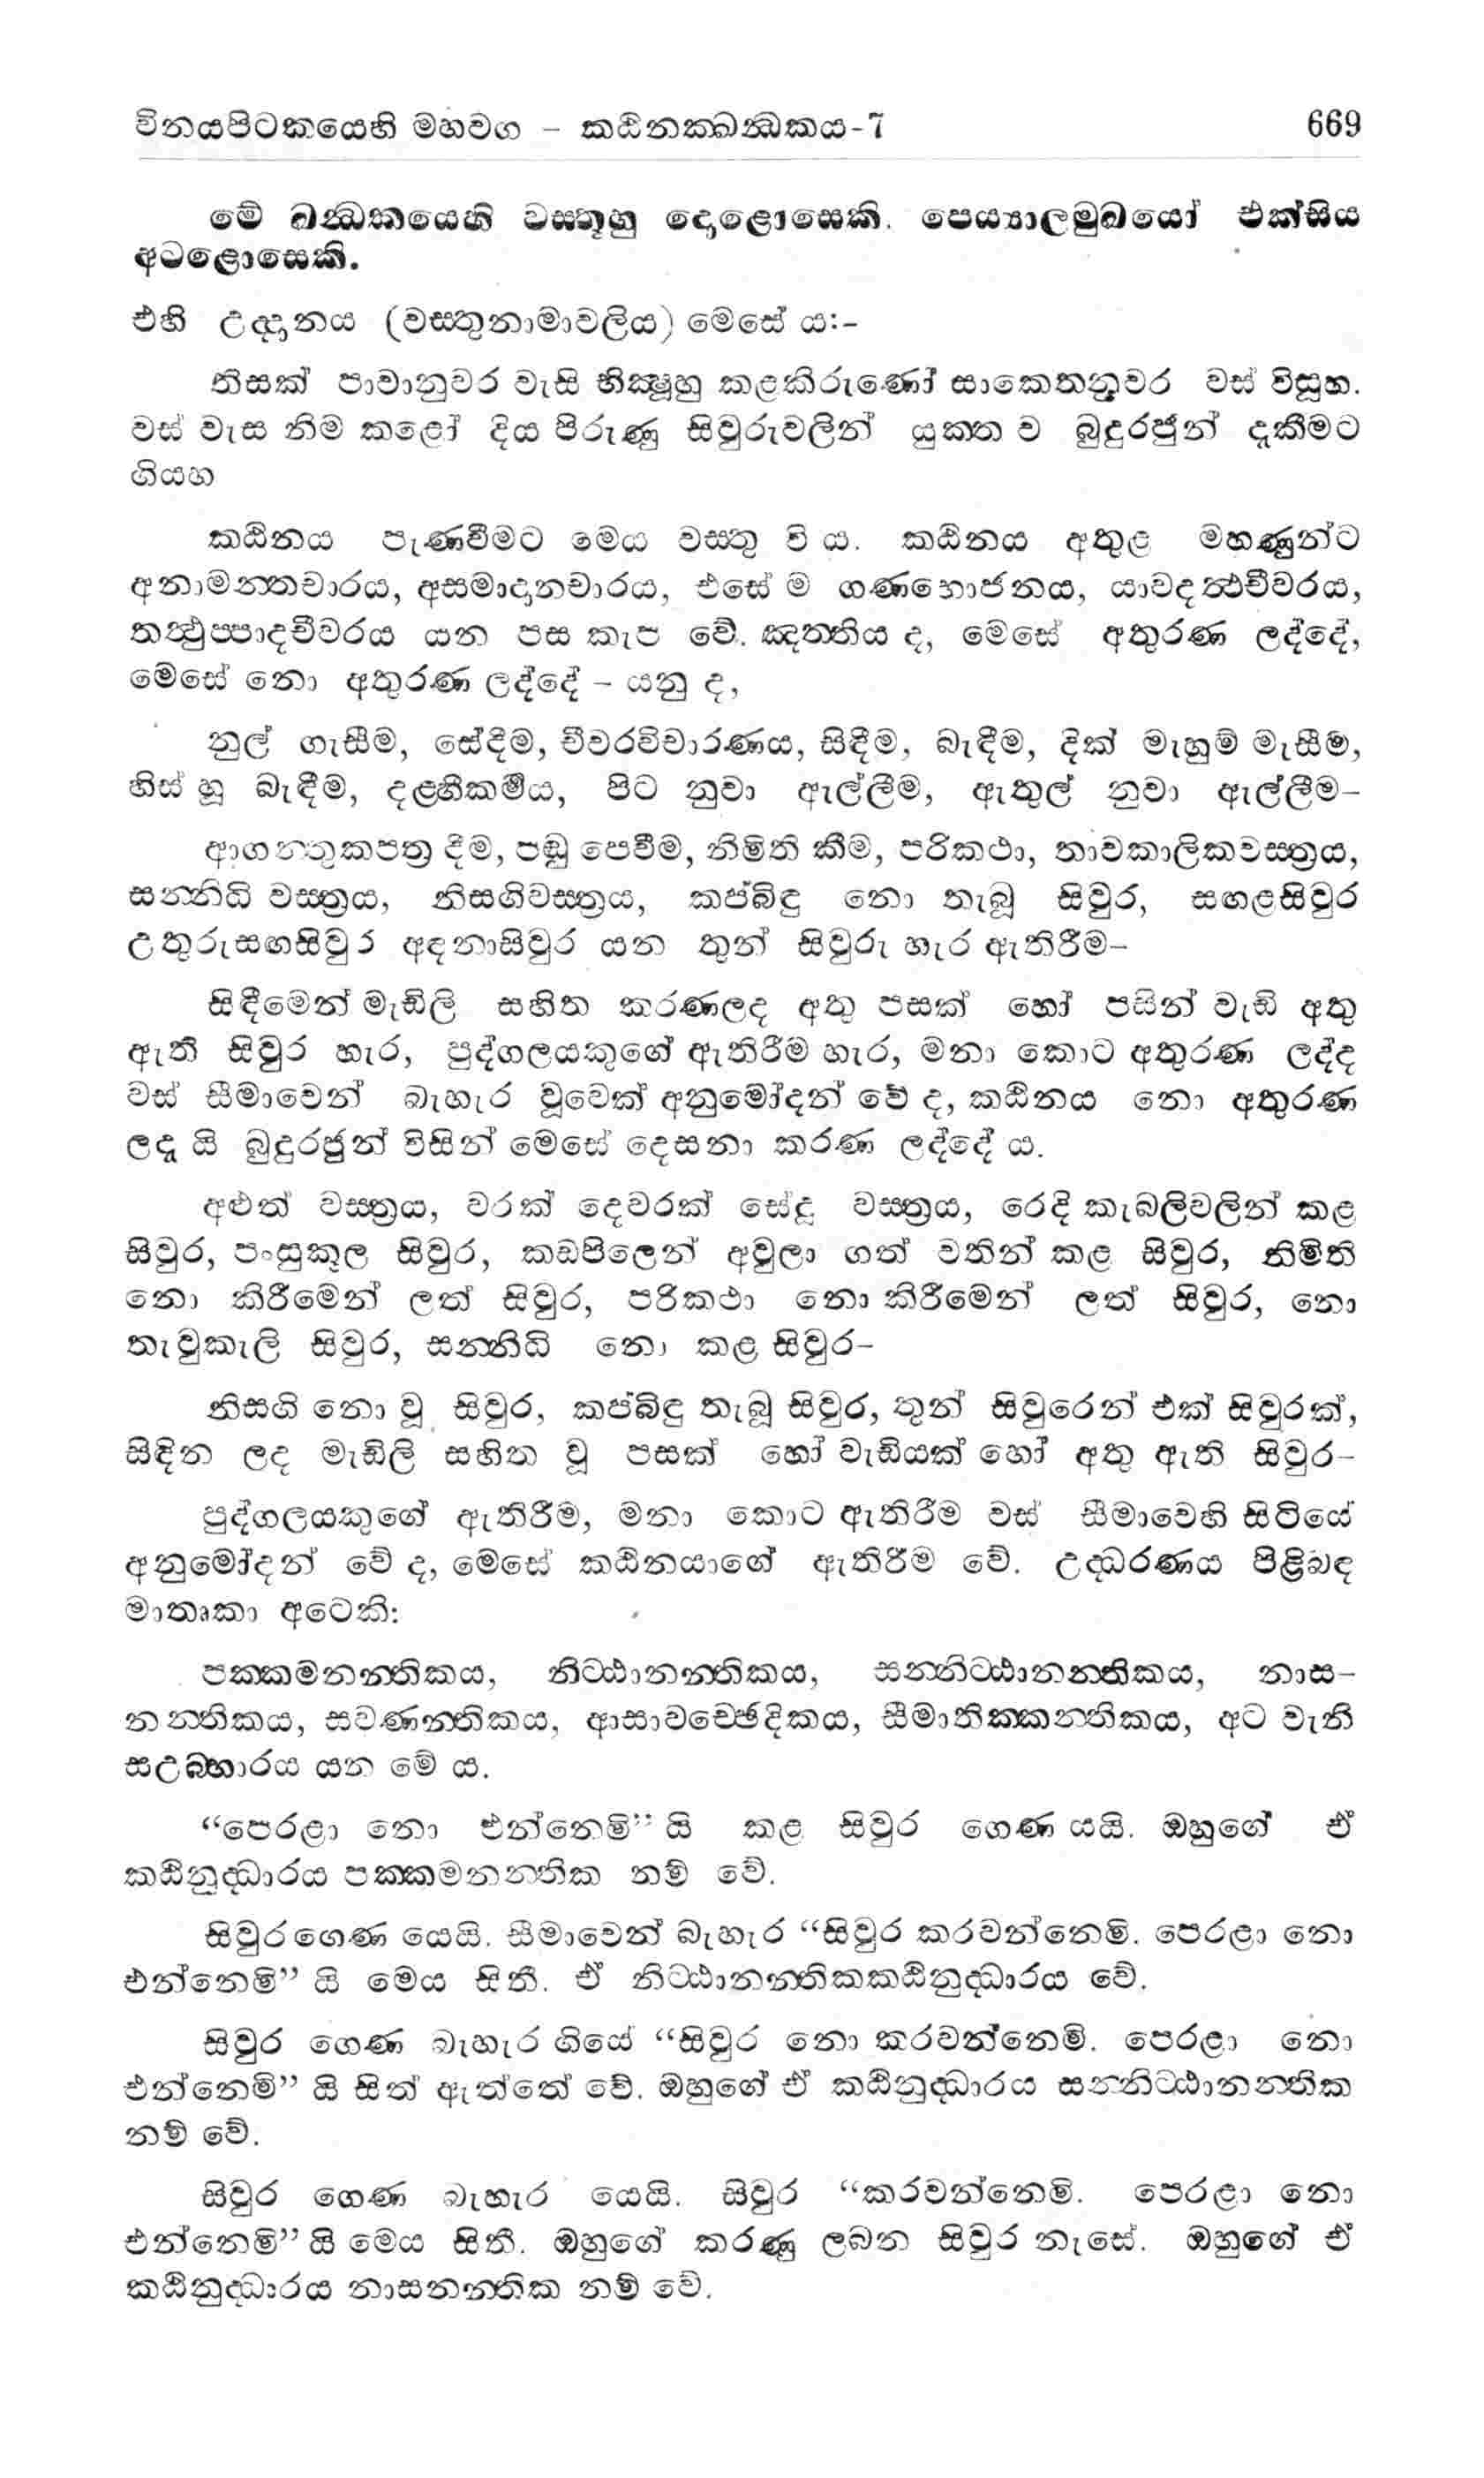 විනයපිටකයෙහි මහවග – කඨිනක්ඛන්ධකය-7 669
මේ ඛන්ධකයෙහි වස්තූහු දොළොසෙකි. පෙය්‍යාලමුඛයෝ එක්සිය
අටළොසෙකි.
එහි උද්දානය (වස්තුනාමාවලිය) මෙසේ ය:-
තිසක් පාවානුවර වැසි භික්‍ෂූහු කළකිරුණෝ සාකෙතනුවර වස් විසූහ.
වස් වැස නිම කළෝ දිය පිරුණු සිවුරුවලින් යුක්ත ව බුදුරජුන් දැකීමට
ගියහ
කඨිනය පැණවීමට මෙය වස්තු වි ය. කඨිනය අතුළ මහණුන්ට
අනාමන්තචාරය, අසමාදානචාරය, එසේ ම ගණභොජනය, යාවදත්‍ථචීවරය,
තත්‍ථුප්පාදචීවරය යන පස කැප වේ. ඤත්තිය ද, මෙසේ අතුරණ ලද්දේ,
මෙසේ නො අතුරණ ලද්දේ – යනු ද,
නුල් ගැසීම, සේදීම, චීවරවිචාරණය, සිඳීම, බැඳීම, දික් මැහුම් මැසීම,
හිස් හූ බැඳීම, දළ්හීකර්මය, පිට නුවා ඇල්ලීම, ඇතුල් නුවා ඇල්ලීම–
ආගන්තුකපත්‍ර දීම, පඬු පෙවීම, නිමිති කීම, පරිකථා, තාවකාලිකවස්ත්‍රය,
සන්නිධි වස්ත්‍රය, නිසගිවස්ත්‍රය, කප්බිඳු නො තැබූ සිවුර, සඟළසිවුර
උතුරුසඟසිවුර අඳනාසිවුර යන තුන් සිවුරු හැර ඇතිරීම–
සිඳීමෙන් මැඬිලි සහිත කරණලද අතු පසක් හෝ පසින් වැඩි අතු
ඇති සිවුර හැර, පුද්ගලයකුගේ ඇතිරීම හැර, මනා කොට අතුරණ ලද්ද
වස් සීමාවෙන් බැහැර වූවෙක් අනුමෝදන් වේ ද, කඨිනය නො අතුරණ
ලදැ යි බුදුරජුන් විසින් මෙසේ දෙසනා කරණ ලද්දේ ය.
අළුත් වස්ත්‍රය, වරක් දෙවරක් සේදූ වස්ත්‍රය, රෙදි කැබලිවලින් කළ
සිවුර, පංසුකූල සිවුර, කඩපිලෙන් අවුලා ගත් වතින් කළ සිවුර, නිමිති
නො කිරීමෙන් ලත් සිවුර, පරිකථා නො කිරීමෙන් ලත් සිවුර, නො
තැවුකැලි සිවුර, සන්නිධි නො කළ සිවුර–
නිසගි නො වූ සිවුර, කප්බිඳු තැබූ සිවුර, තුන් සිවුරෙන් එක් සිවුරක්,
සිඳින ලද මැඬිලි සහිත වූ පසක් හෝ වැඩියක් හෝ අතු ඇති සිවුර–
පුද්ගලයකුගේ ඇතිරීම, මනා කොට ඇතිරීම වස් සීමාවෙහි සිටියේ
අනුමෝදන් වේ ද, මෙසේ කඨිනයාගේ ඇතිරීම වේ. උද්ධරණය පිළිබඳ
මාතෘකා අටෙකි:
පක්කමනන්තිකය, නිට්ඨානන්තිකය, සන්නිට්ඨානන්තිකය, නාස–
නන්තිකය, සවණන්තිකය, ආසාවච්ඡෙදිකය, සීමාතික්කන්තිකය, අට වැනි
සඋබ්භාරය යන මේ ය.
“පෙරළා නො එන්නෙමි” යි කළ සිවුර ගෙණ යයි. ඔහුගේ ඒ
කඨිනුද්ධාරය පක්කමනන්තික නම් වේ.
සිවුරගෙණ යෙයි. සීමාවෙන් බැහැර “සිවුර කරවන්නෙමි. පෙරළා නො
එන්නෙමි” යි මෙය සිතී. ඒ නිට්ඨානන්තිකකඨිනුද්ධාරය වේ.
සිවුර ගෙණ බැහැර ගියේ “සිවුර නො කරවන්නෙමි. පෙරළා නො
එන්නෙමි” යි සිත් ඇත්තේ වේ. ඔහුගේ ඒ කඨිනුද්ධාරය සන්නිට්ඨානන්තික
නම් වේ.
සිවුර ගෙණ බැහැර යෙයි. සිවුර “කරවන්නෙමි. පෙරළා නො
එන්නෙමි” යි මෙය සිතී. ඔහුගේ කරණු ලබන සිවුර නැසේ. ඔහුගේ ඒ
කඨිනුද්ධාරය නාසනන්තික නම් වේ.